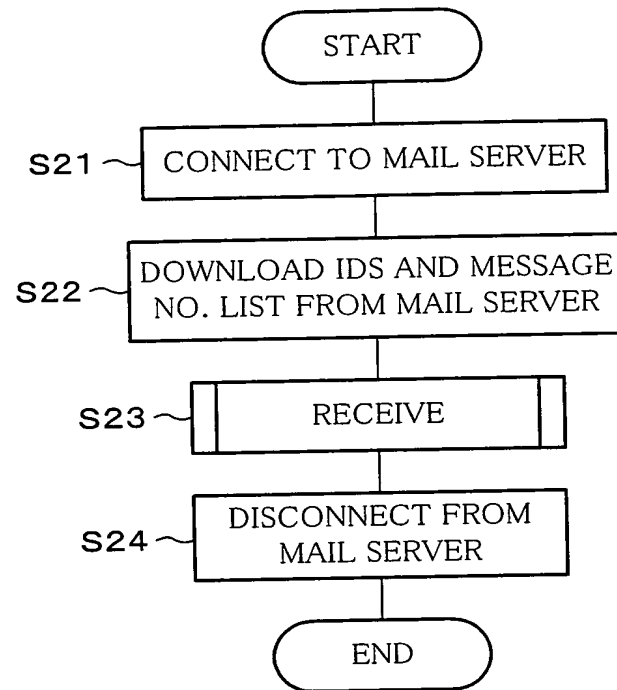 START
S21 CONNECT TO MAIL SERVER
DOWNLOAD IDS AND MESSAGE
S22 NO. LIST FROM MAIL SERVER
S23 RECEIVE
DISCONNECT FROM
S24 MAIL SERVER
END